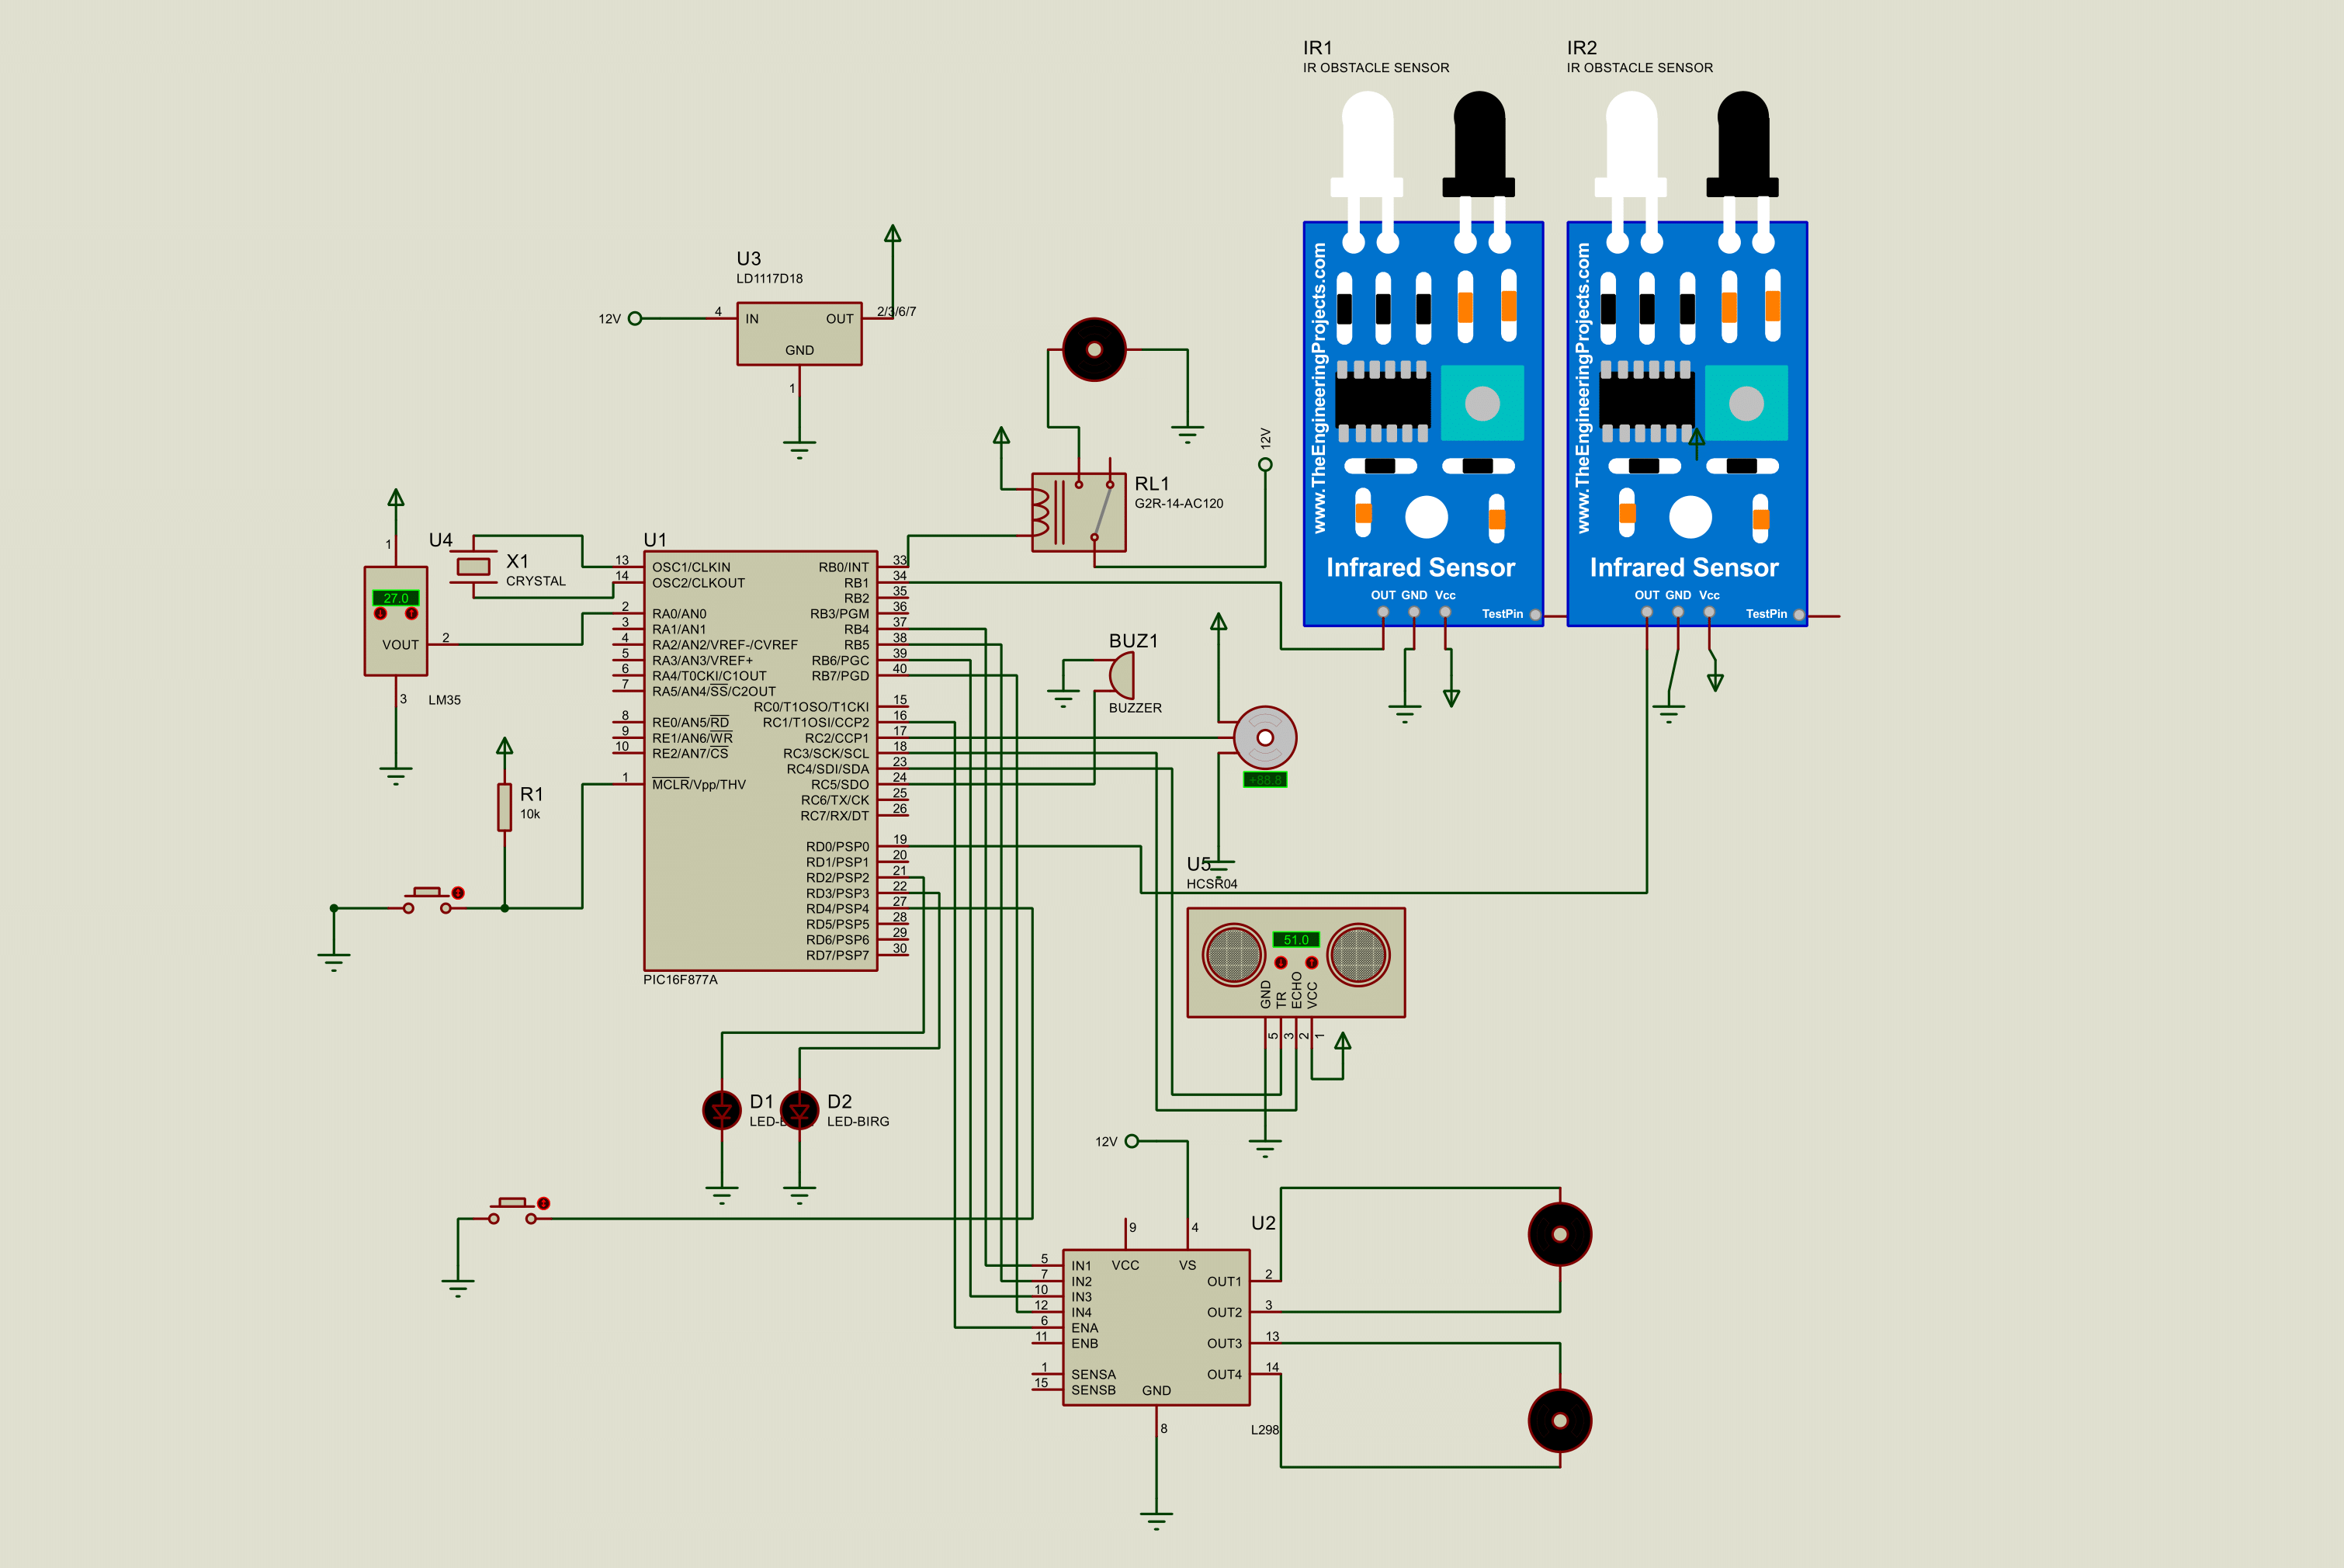 IR1
IR OBSTACLE SENSOR
IR2
IR OBSTACLE SENSOR
www.TheEngineeringProjects.com
Infrared Sensor
OUT GND Vcc
TestPin
www.TheEngineeringProjects.com
Infrared Sensor
OUT GND Vcc
TestPin
U3
LD1117D18
12V
4
IN
OUT
2/3/6/7
GND
1
12V
RL1
G2R-14-AC120
1
27.0
VOUT
2
3
LM35
U4
X1
CRYSTAL
R1
10k
U1
13 OSC1/CLKIN
14 OSC2/CLKOUT
2 RA0/AN0
3 RA1/AN1
4 RA2/AN2/VREF-/CVREF
5 RA3/AN3/VREF+
6 RA4/T0CKI/C1OUT
7 RA5/AN4/SS/C2OUT
8 RE0/AN5/RD
9 RE1/AN6/WR
10 RE2/AN7/CS
1 MCLR/Vpp/THV
RB0/INT 33
RB1 34
RB2 35
RB3/PGM 36
RB4 37
RB5 38
RB6/PGC 39
RB7/PGD 40
RC0/T1OSO/T1CKI 15
RC1/T1OSI/CCP2 16
RC2/CCP1 17
RC3/SCK/SCL 18
RC4/SDI/SDA 23
RC5/SDO 24
RC6/TX/CK 25
RC7/RX/DT 26
RD0/PSP0 19
RD1/PSP1 20
RD2/PSP2 21
RD3/PSP3 22
RD4/PSP4 27
RD5/PSP5 28
RD6/PSP6 29
RD7/PSP7 30
PIC16F877A
BUZ1
BUZZER
+88.8
U5
HCSR04
51.0
GND
TR
ECHO
VCC
5
3
2
1
D1
D2
LED-BIRG
12V
U2
9
4
VCC
VS
5 IN1
7 IN2
10 IN3
12 IN4
6 ENA
11 ENB
1 SENSA
15 SENSB
OUT1 2
OUT2 3
OUT3 13
OUT4 14
GND
8
L298